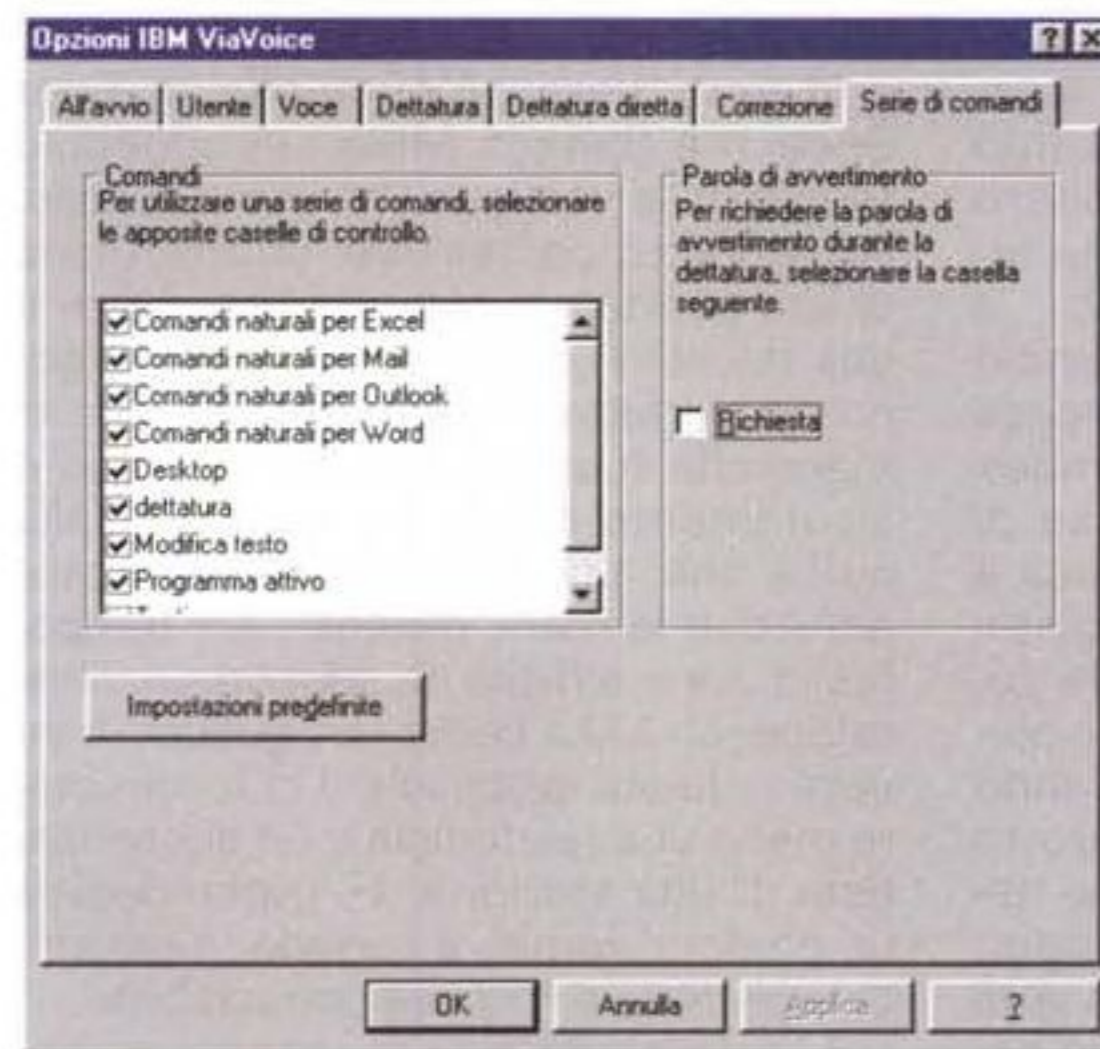 Opzioni IBM ViaVoice
? X
All'avvio Utente Voce Dettatura Dettatura diretta Correzione Serie di comandi
Comandi
Per utilizzare una serie di comandi, selezionare
le apposite caselle di controllo.
Comandi naturali per Excel
Comandi naturali per Mail
Comandi naturali per Outlook
Comandi naturali per Word
Desktop
dettatura
Modifica testo
Programma attivo
Parola di avvertimento
Per richiedere la parola di
avvertimento durante la
dettatura, selezionare la casella
seguente.
Richiesta
Impostazioni predefinite
OK Annulla Applica ?